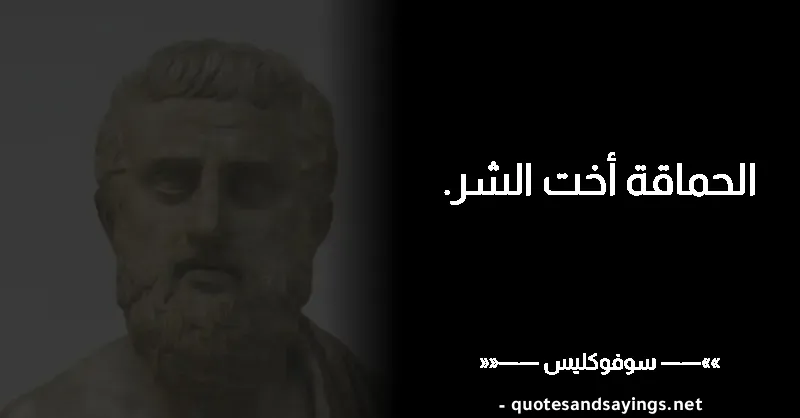 الحماقة أخت الشر.
»»—— سوفوكليس ——««
- quotesandsayings.net